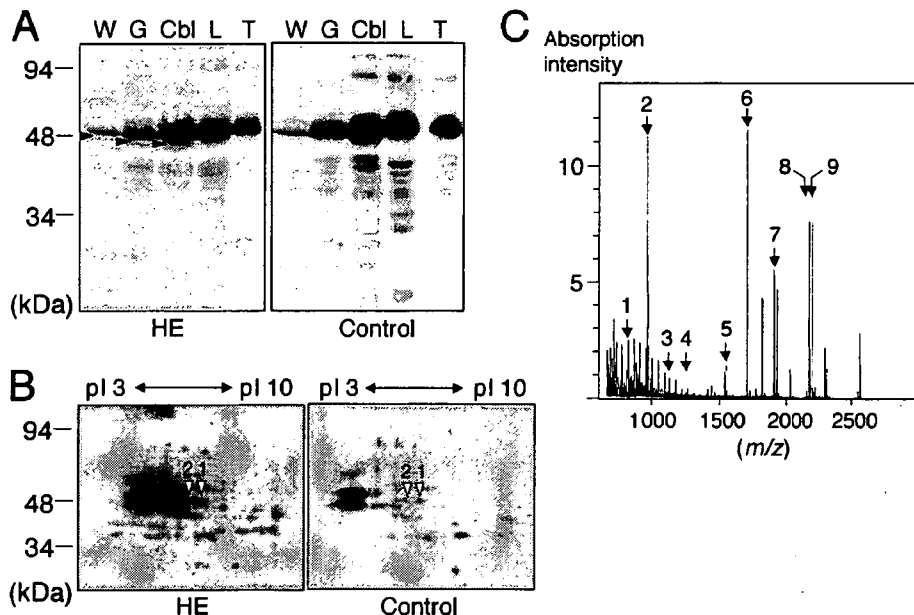 A
W G Cbl L T
W G Cbl L T
94
48
34
(kDa)
HE
Control
B
pI 3
pI 10
pI 3
pI 10
94
48
34
(kDa)
2 1
2 1
HE
Control
C
Absorption
intensity
10
5
1
2
3
4
5
6
7
8
9
1000 1500 2000 2500
(m/z)